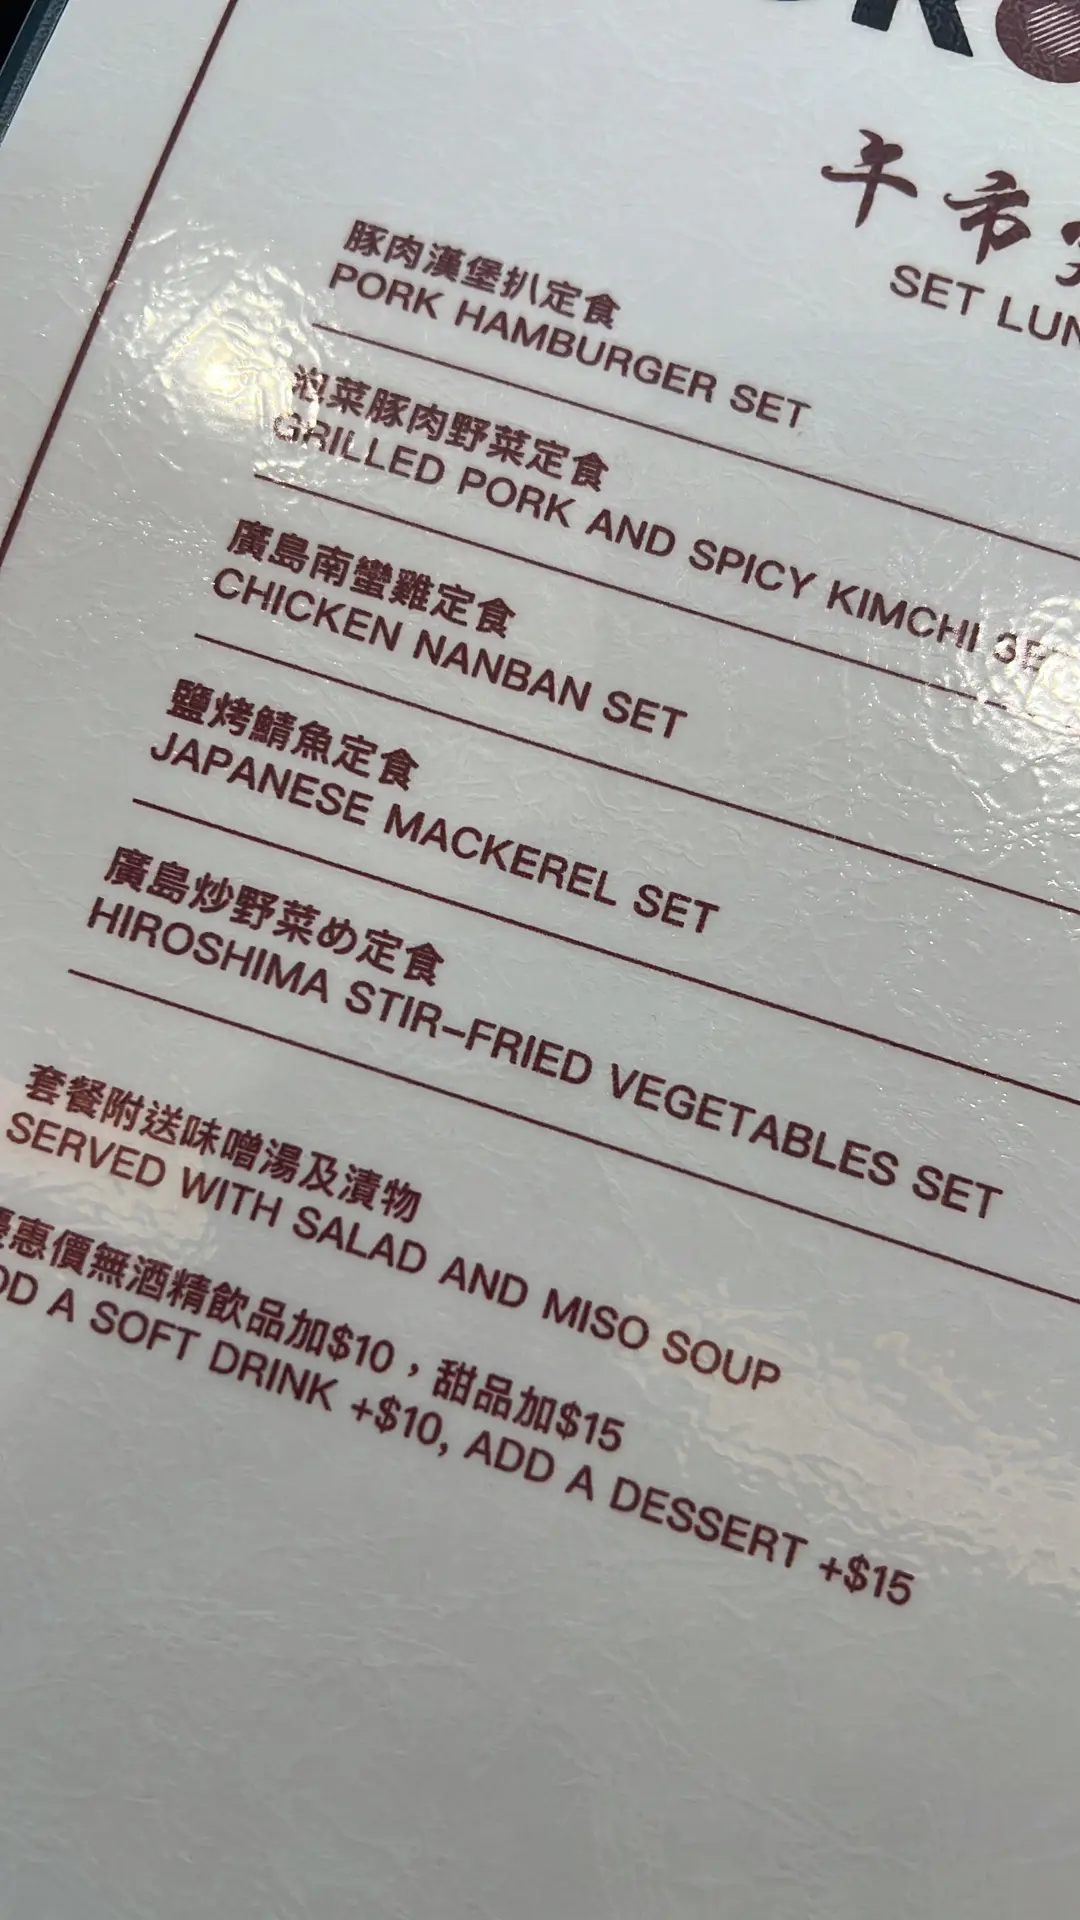 午市
SET LUN
豚肉漢堡扒定食
PORK HAMBURGER SET
泡菜豚肉野菜定食
GRILLED PORK AND SPICY KIMCHI SET
廣島南蠻雞定食
CHICKEN NANBAN SET
鹽烤鯖魚定食
JAPANESE MACKEREL SET
廣島炒野菜め定食
HIROSHIMA STIR-FRIED VEGETABLES SET
套餐附送味噌湯及漬物
SERVED WITH SALAD AND MISO SOUP
優惠價無酒精飲品加$10，甜品加$15
DD A SOFT DRINK +$10, ADD A DESSERT +$15